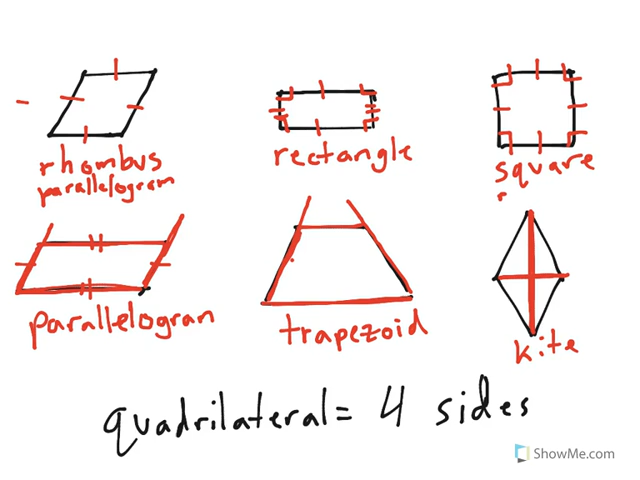 rhombus
parallelogram
rectangle
square
r
parallelogran
trapezoid
kite
quadrilateral= 4 sides
ShowMe.com